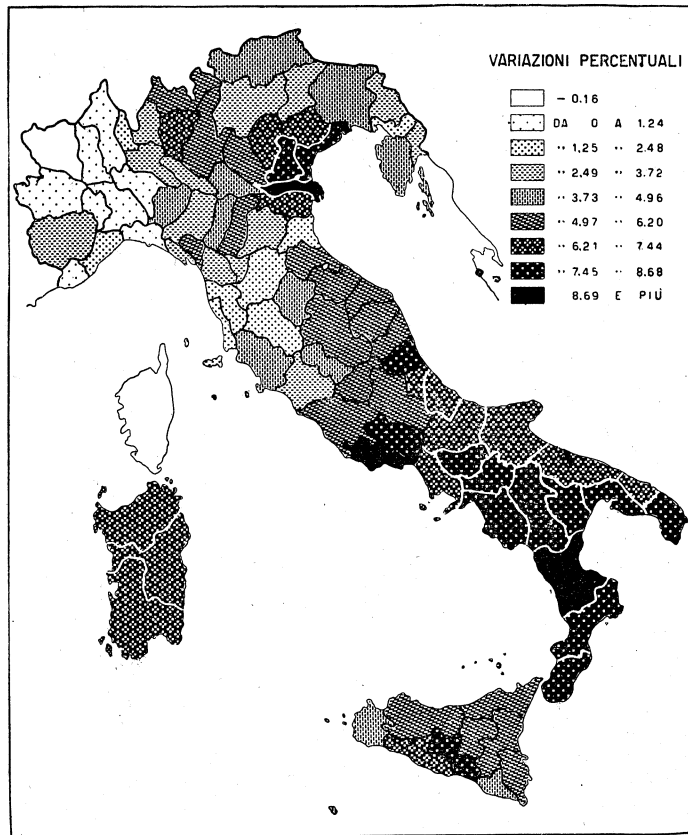 VARIAZIONI PERCENTUALI
- 0.16
DA 0 A 1.24
" 1,25 " 2.48
" 2.49 " 3.72
" 3.73 " 4.96
" 4.97 " 6.20
" 6.21 " 7.44
" 7.45 " 8.68
8.69 E PIÙ